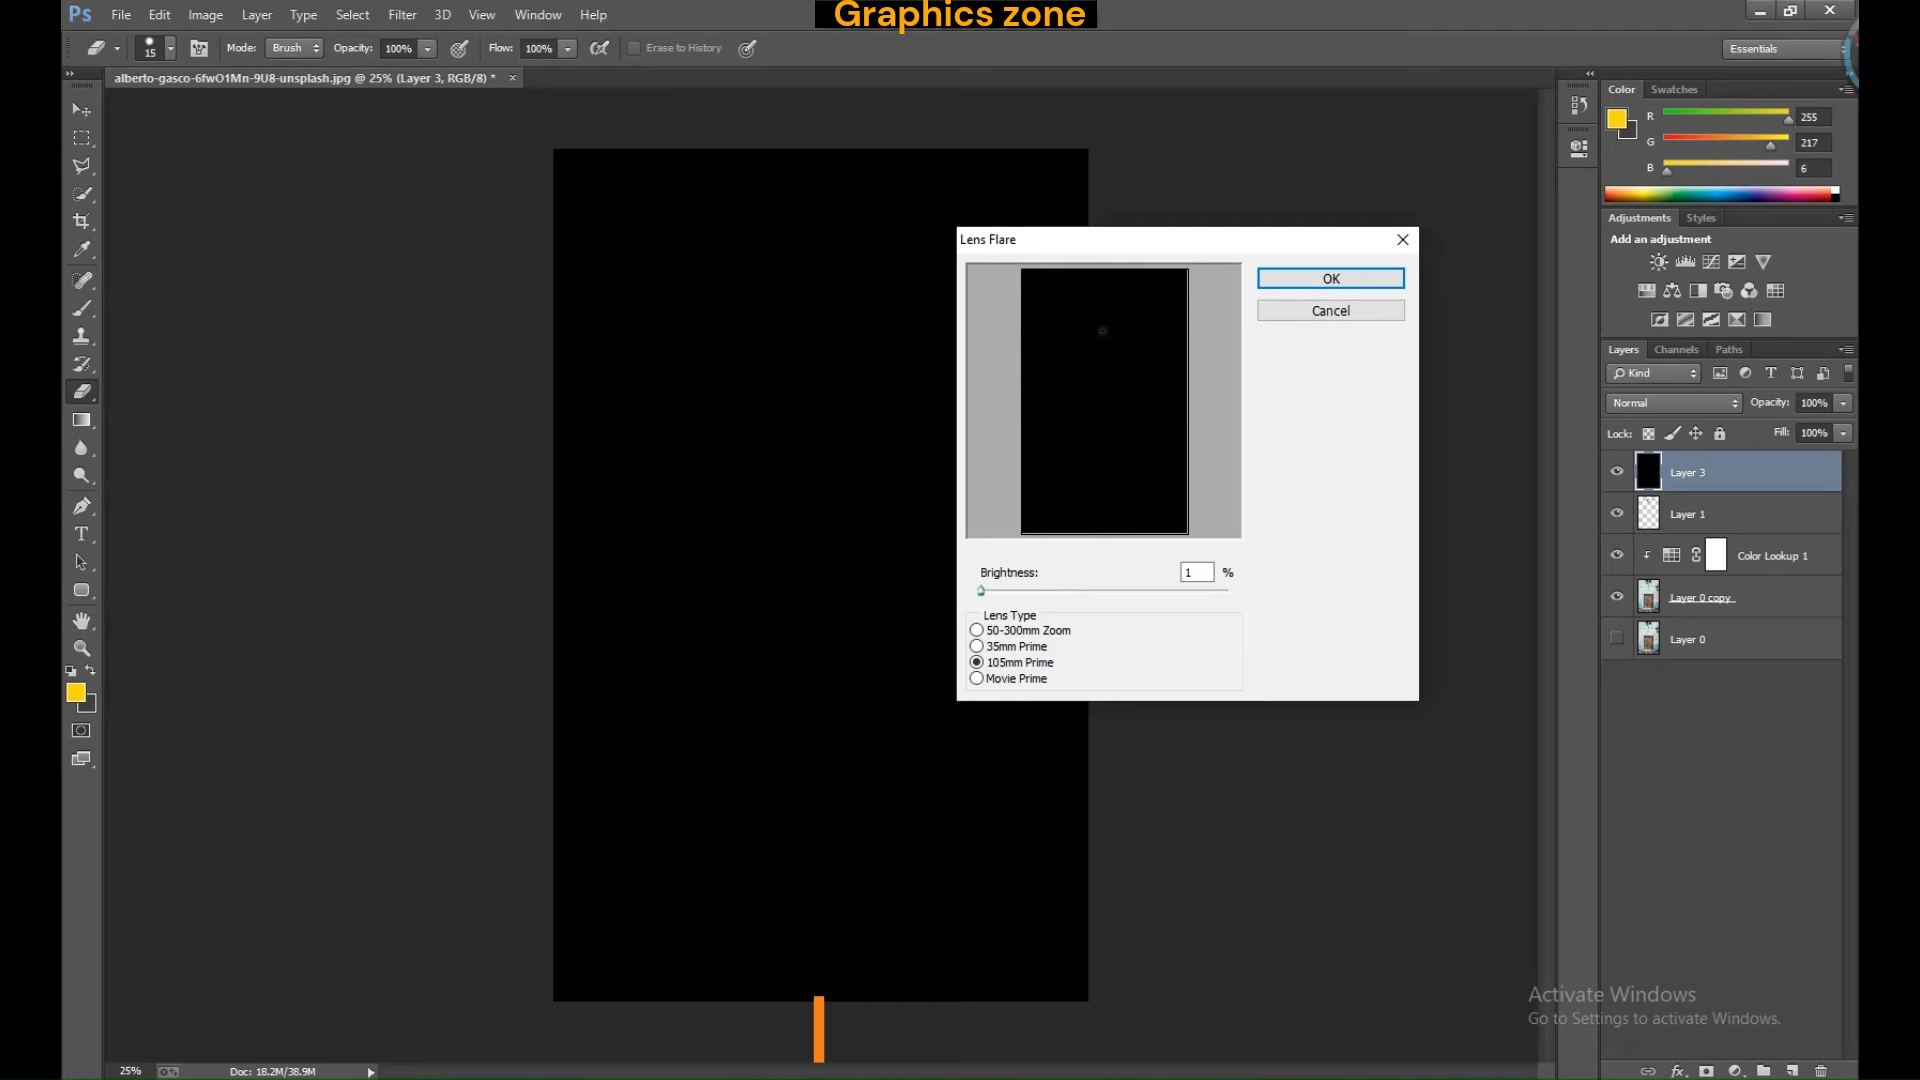 Graphics zone
Ps File Edit Image Layer Type Select Filter 3D View Window Help
15 Mode: Brush Opacity: 100% Flow: 100% Erase to History Essentials
alberto-gasco-6fwO1Mn-9U8-unsplash.jpg @ 25% (Layer 3, RGB/8) * ×
Color Swatches
R 255
G 217
B 6
Adjustments Styles
Add an adjustment
Layers Channels Paths
Kind
Normal Opacity: 100%
Lock: Fill: 100%
Layer 3
Layer 1
Color Lookup 1
Layer 0 copy
Layer 0
Lens Flare
OK
Cancel
Brightness: 1 %
Lens Type
50-300mm Zoom
35mm Prime
105mm Prime
Movie Prime
Activate Windows
Go to Settings to activate Windows.
25% Doc: 18.2M/38.9M